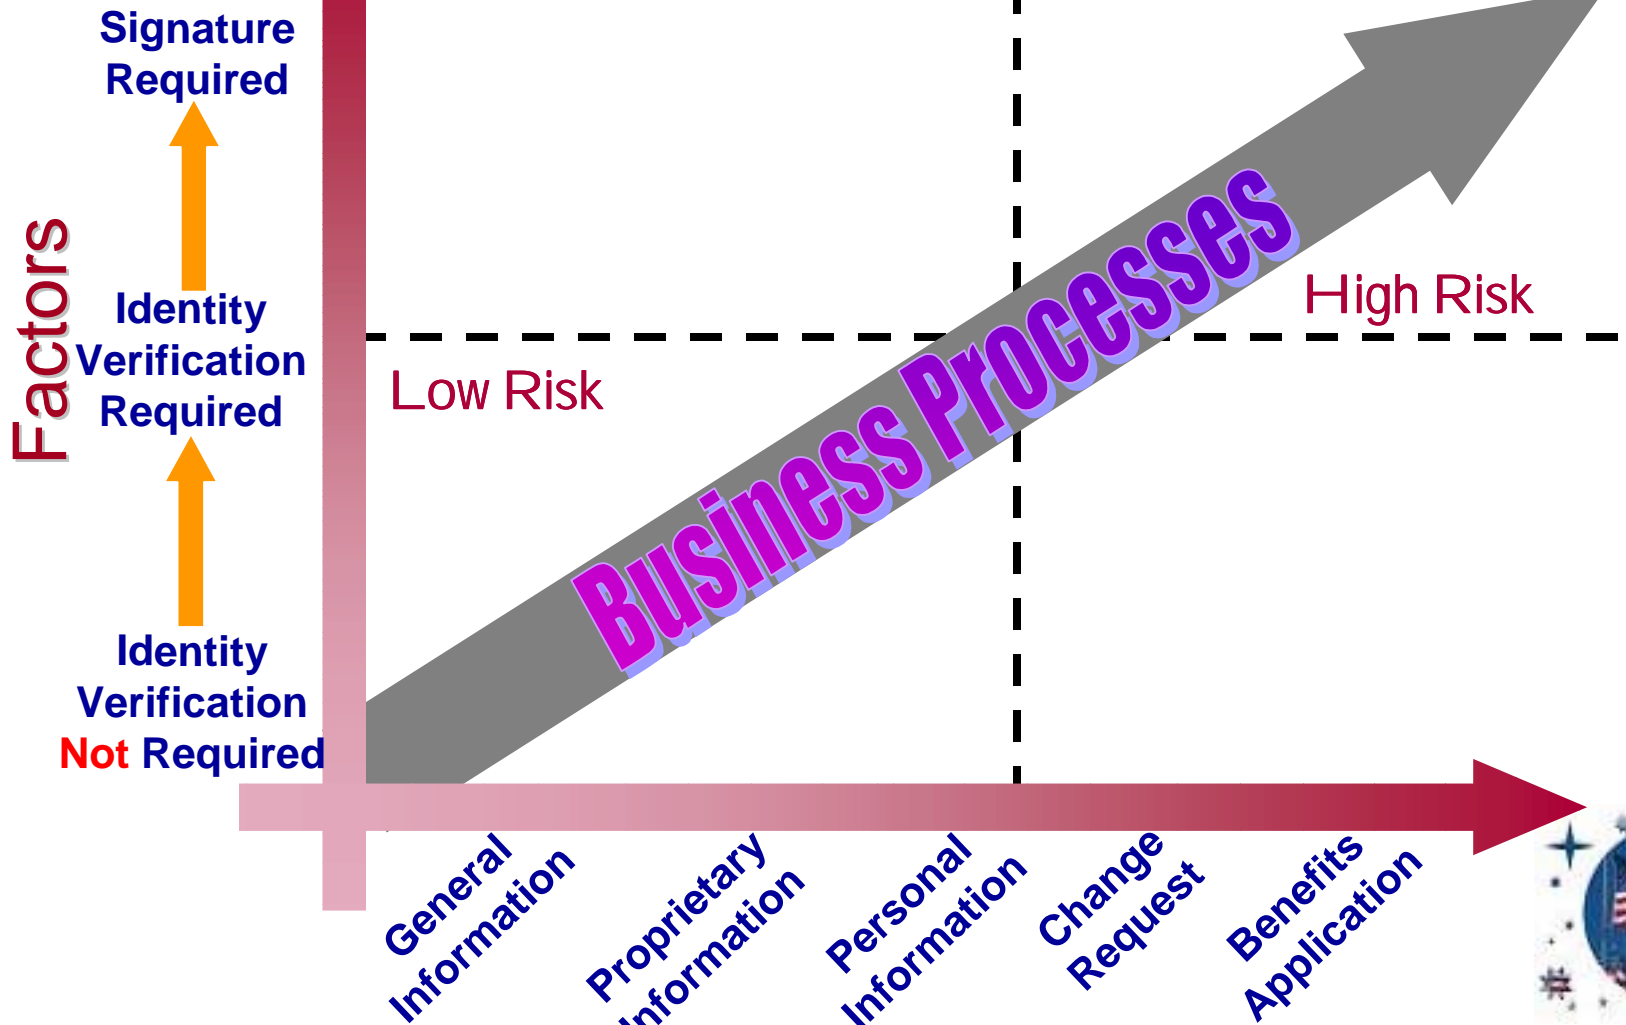 Signature
Required
Factors
Identity
Verification
Required
Identity
Verification
Not Required
Low Risk
High Risk
Business Processes
General
Information
Proprietary
Information
Personal
Information
Change
Request
Benefits
Application